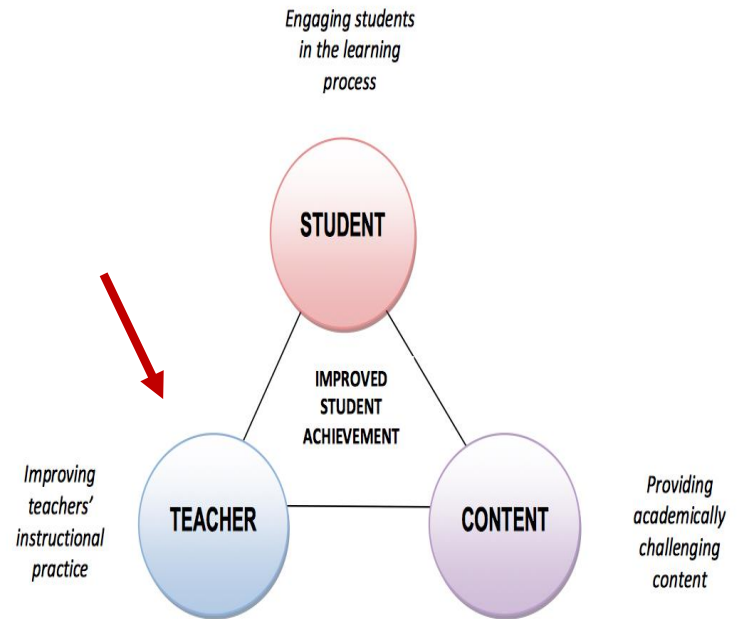 Engaging students
in the learning
process
STUDENT
IMPROVED
STUDENT
ACHIEVEMENT
Improving
teachers’
instructional
practice
TEACHER
CONTENT
Providing
academically
challenging
content